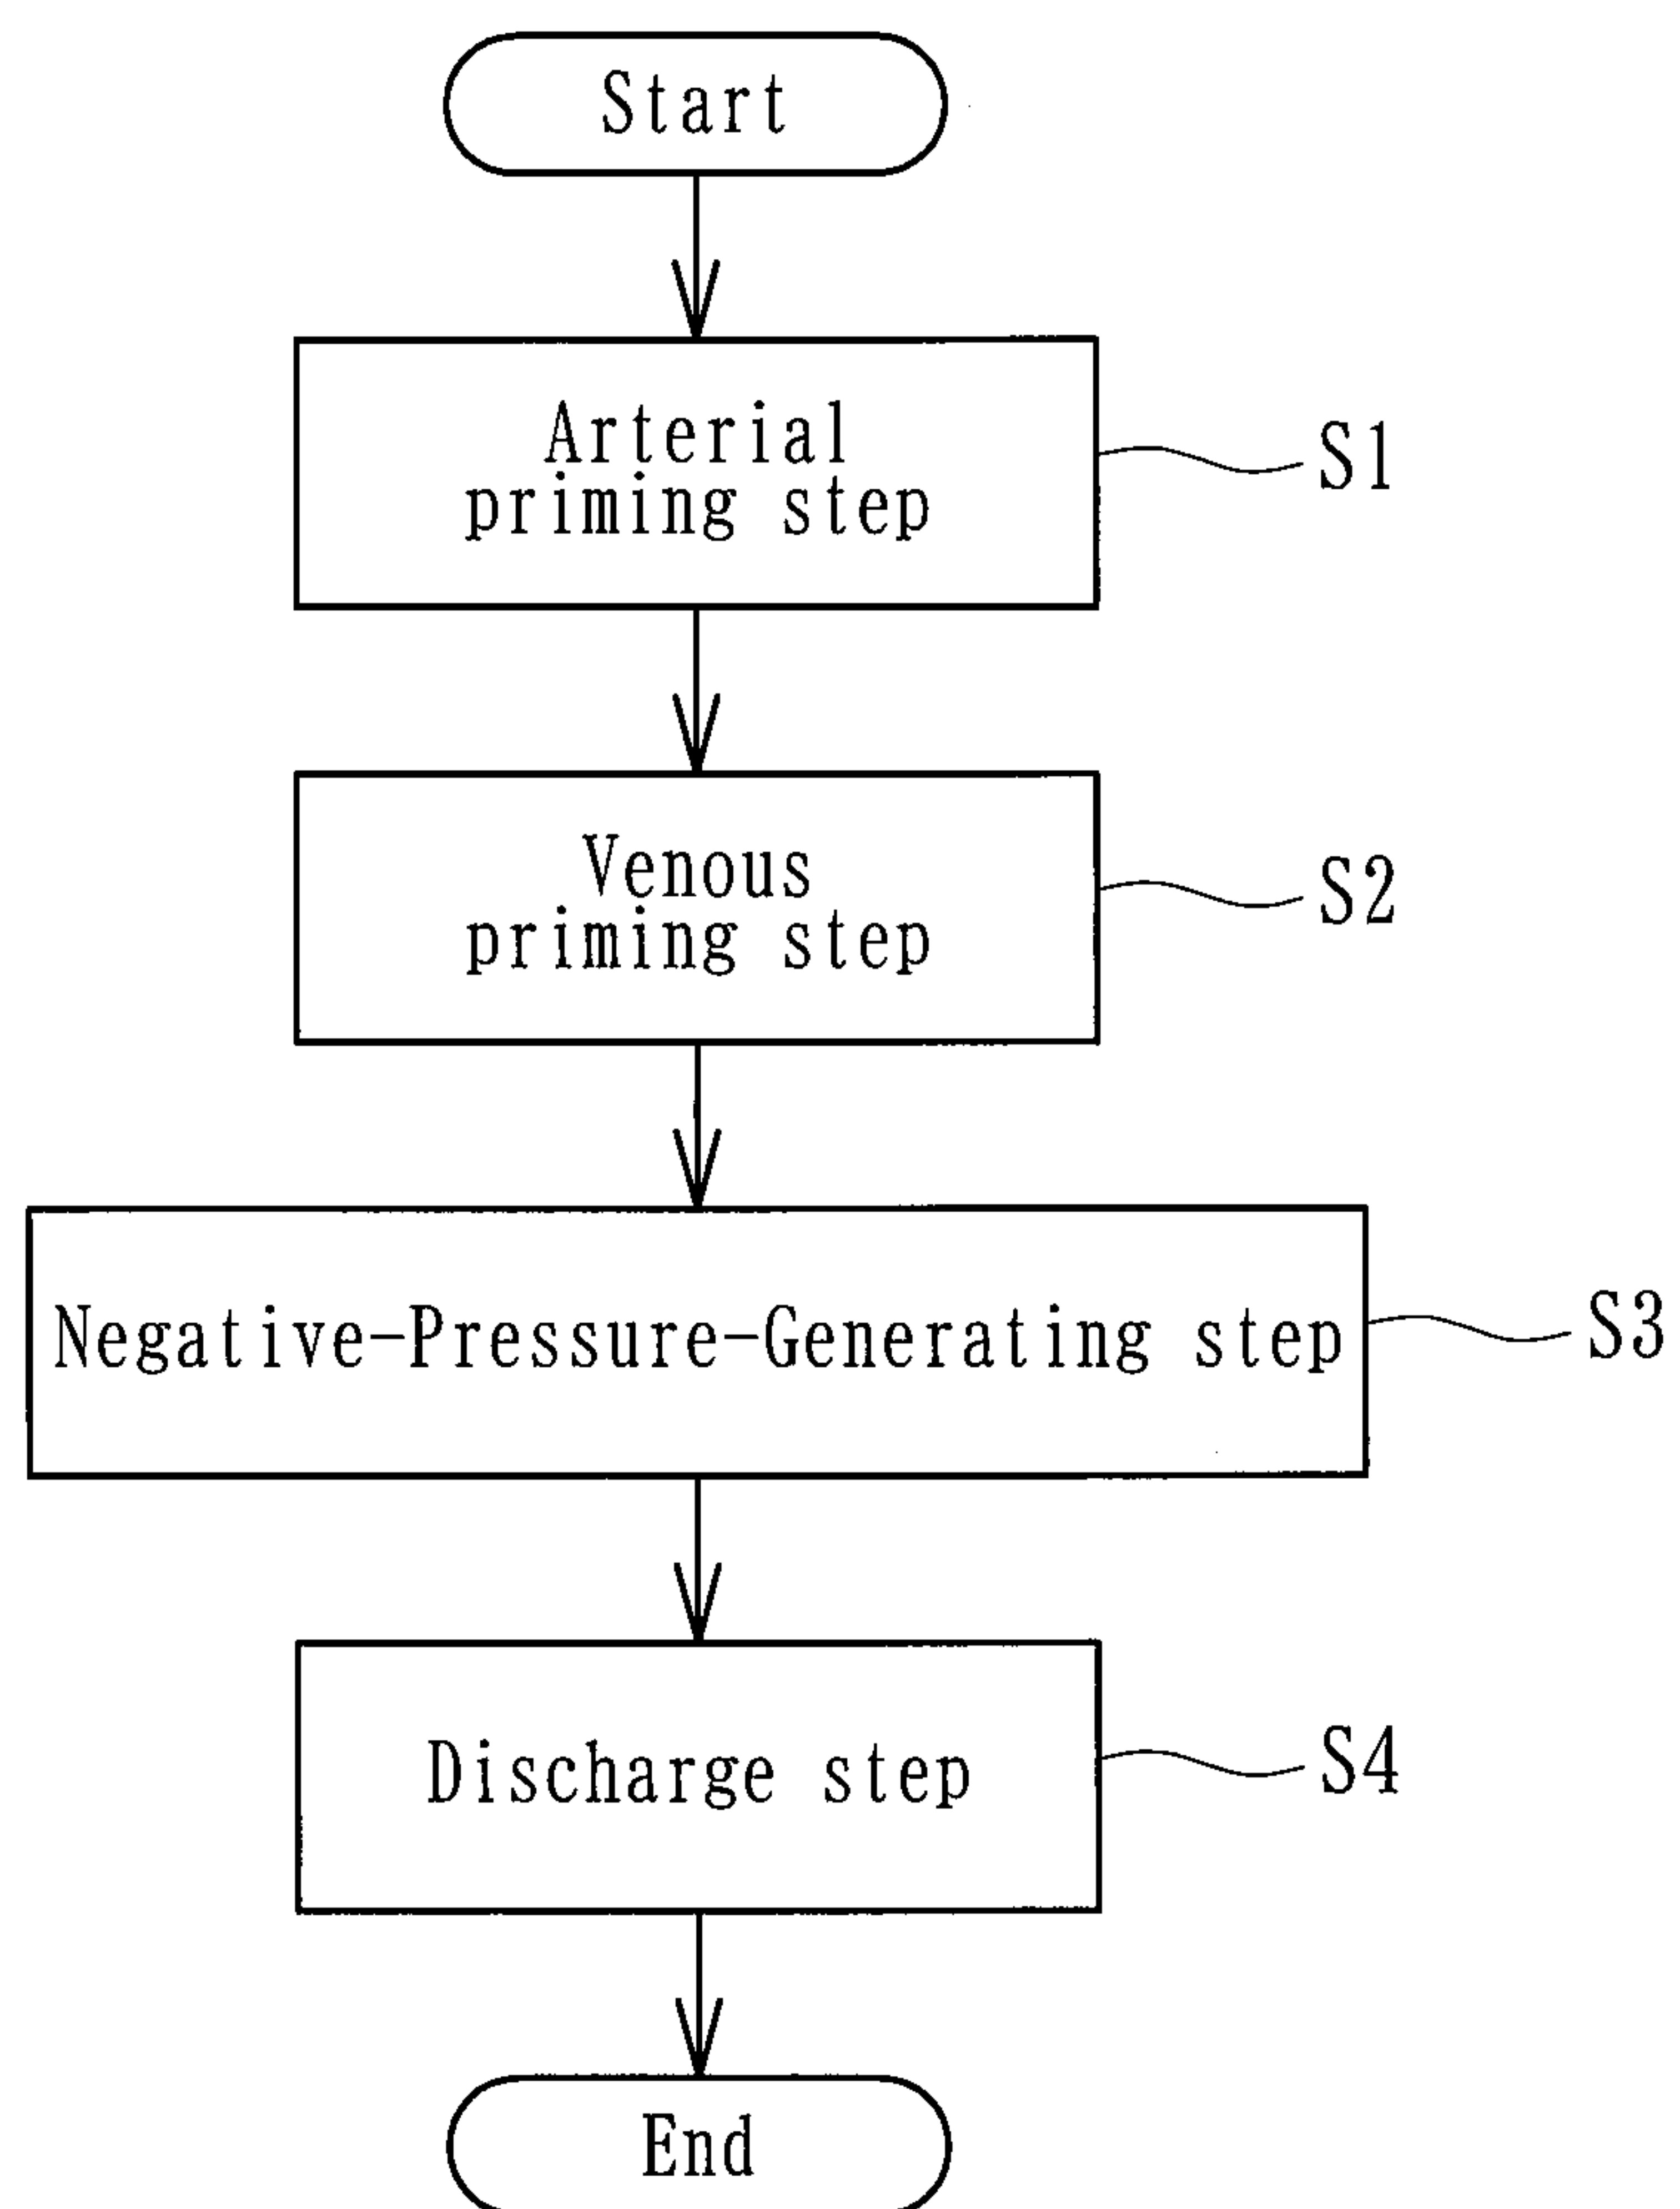 Start
Arterial
priming step
S1
Venous
priming step
S2
Negative-Pressure-Generating step
S3
Discharge step
S4
End